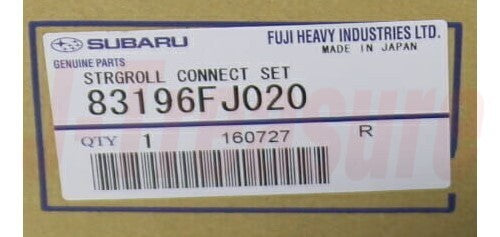 SUBARU
FUJI HEAVY INDUSTRIES LTD.
MADE IN JAPAN
GENUINE PARTS
STRGROLL CONNECT SET
83196FJ020
QTY 1 160727 R